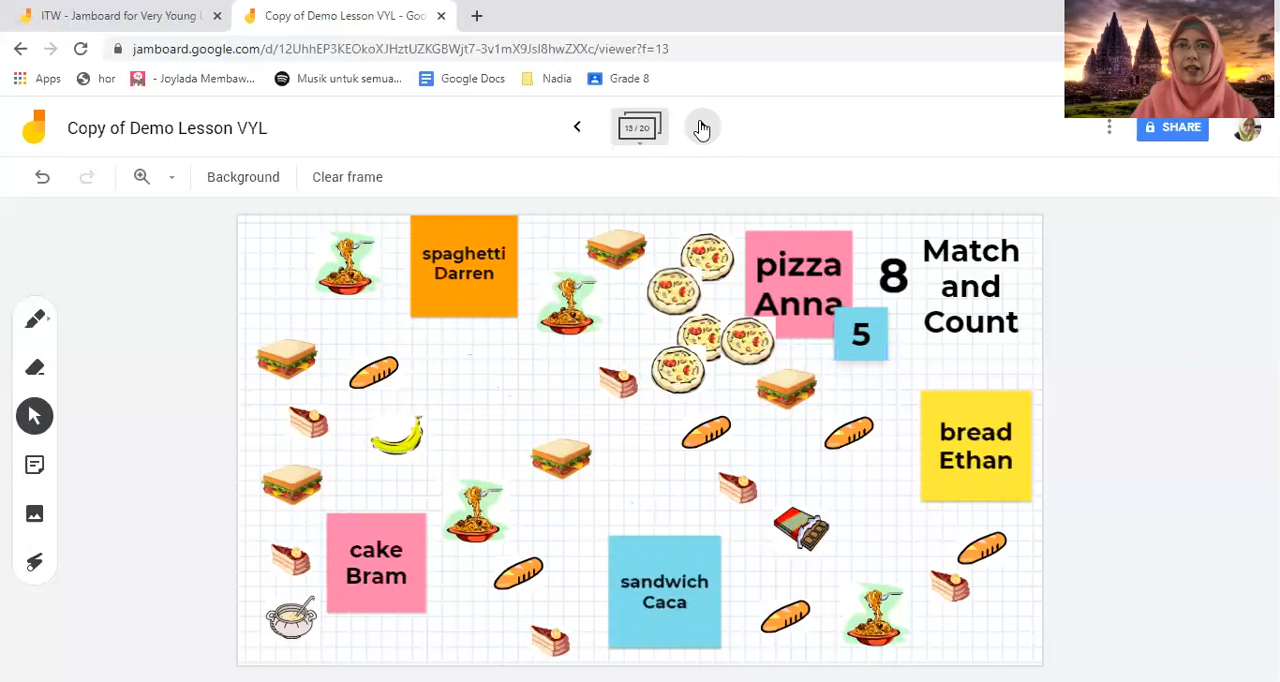 ITW - Jamboard for Very Young L
Copy of Demo Lesson VYL - Goo
jamboard.google.com/d/12UhhEP3KEOkoXJHztUZKGBWjt7-3v1mX9Jsl8hwZXXc/viewer?f=13
Apps
hor
- Joylada Membaw...
Musik untuk semua...
Google Docs
Nadia
Grade 8
Copy of Demo Lesson VYL
13 / 20
SHARE
Background
Clear frame
spaghetti
Darren
pizza
Anna
8
5
Match
and
Count
bread
Ethan
cake
Bram
sandwich
Caca